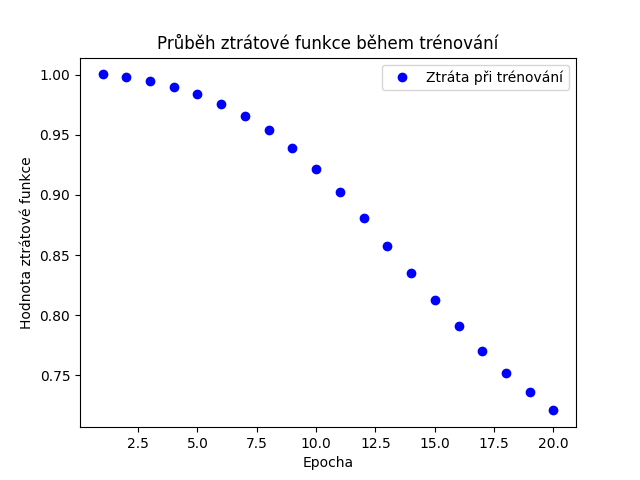 Průběh ztrátové funkce během trénování
Ztráta při trénování
Hodnota ztrátové funkce
1.00
0.95
0.90
0.85
0.80
0.75
2.5 5.0 7.5 10.0 12.5 15.0 17.5 20.0
Epocha